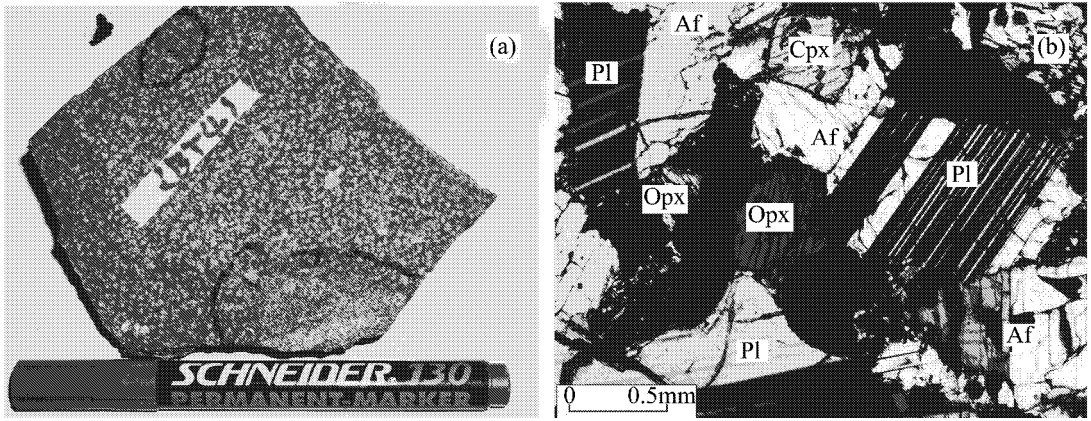 (a)
SCHNEIDER. 130
PERMANENT-MARKER
Af
(b)
Cpx
Pl
Af
Pl
Opx
Opx
Af
Pl
0 0.5mm